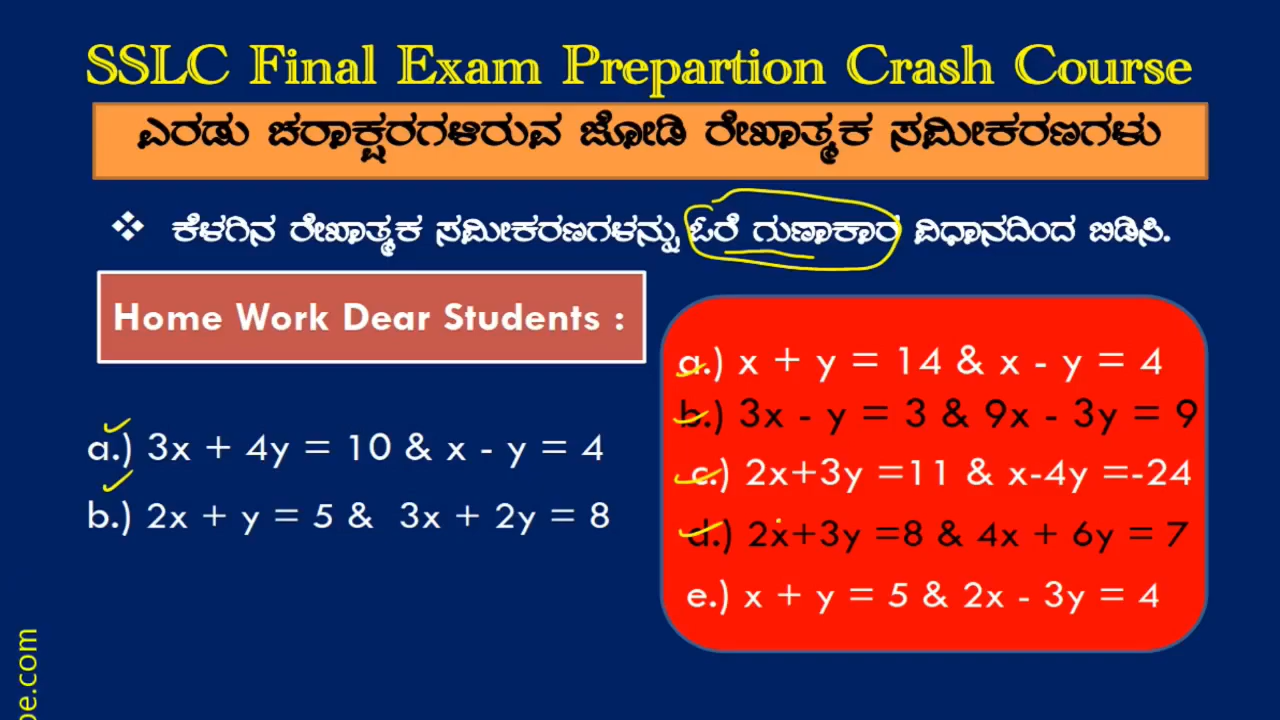 SSLC Final Exam Prepartion Crash Course
ಎರಡು ಚರಾಕ್ಷರಗಳಿರುವ ಜೋಡಿ ರೇಖಾತ್ಮಕ ಸಮೀಕರಣಗಳು
❖ ಕೆಳಗಿನ ರೇಖಾತ್ಮಕ ಸಮೀಕರಣಗಳನ್ನು ಓರೆ ಗುಣಾಕಾರ ವಿಧಾನದಿಂದ ಬಿಡಿಸಿ.
Home Work Dear Students :
a.) 3x + 4y = 10 & x - y = 4
b.) 2x + y = 5 & 3x + 2y = 8
a.) x + y = 14 & x - y = 4
b.) 3x - y = 3 & 9x - 3y = 9
c.) 2x+3y =11 & x-4y =-24
d.) 2x+3y =8 & 4x + 6y = 7
e.) x + y = 5 & 2x - 3y = 4
pe.com